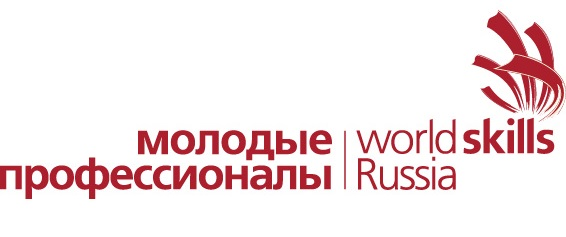 молодые
профессионалы
worldskills
Russia